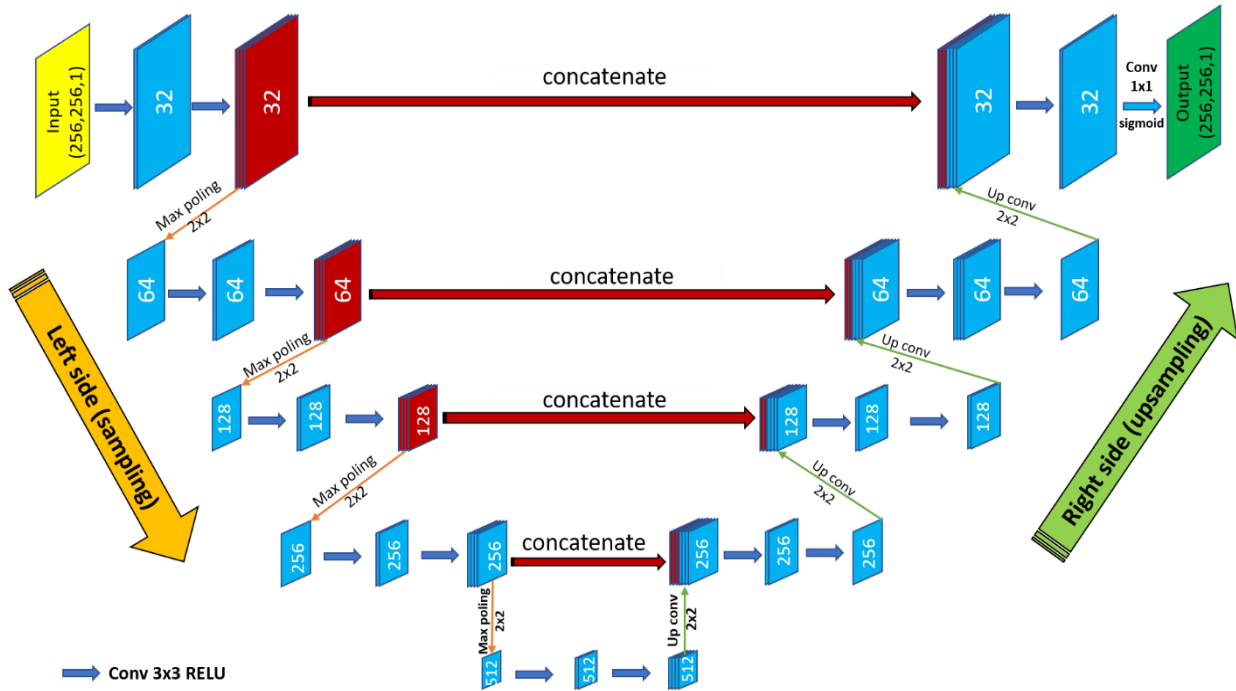 Input
(256,256,1)
32
32
concatenate
32
32
Conv
1x1
sigmoid
Output
(256,256,1)
Max poling
2x2
Up conv
2x2
64
64
64
concatenate
64
64
64
Max poling
2x2
Up conv
2x2
Left side (sampling)
Right side (upsampling)
128
128
128
concatenate
128
128
128
Max poling
2x2
Up conv
2x2
256
256
256
concatenate
256
256
256
Max poling
2x2
Up conv
2x2
512
512
512
Conv 3x3 RELU